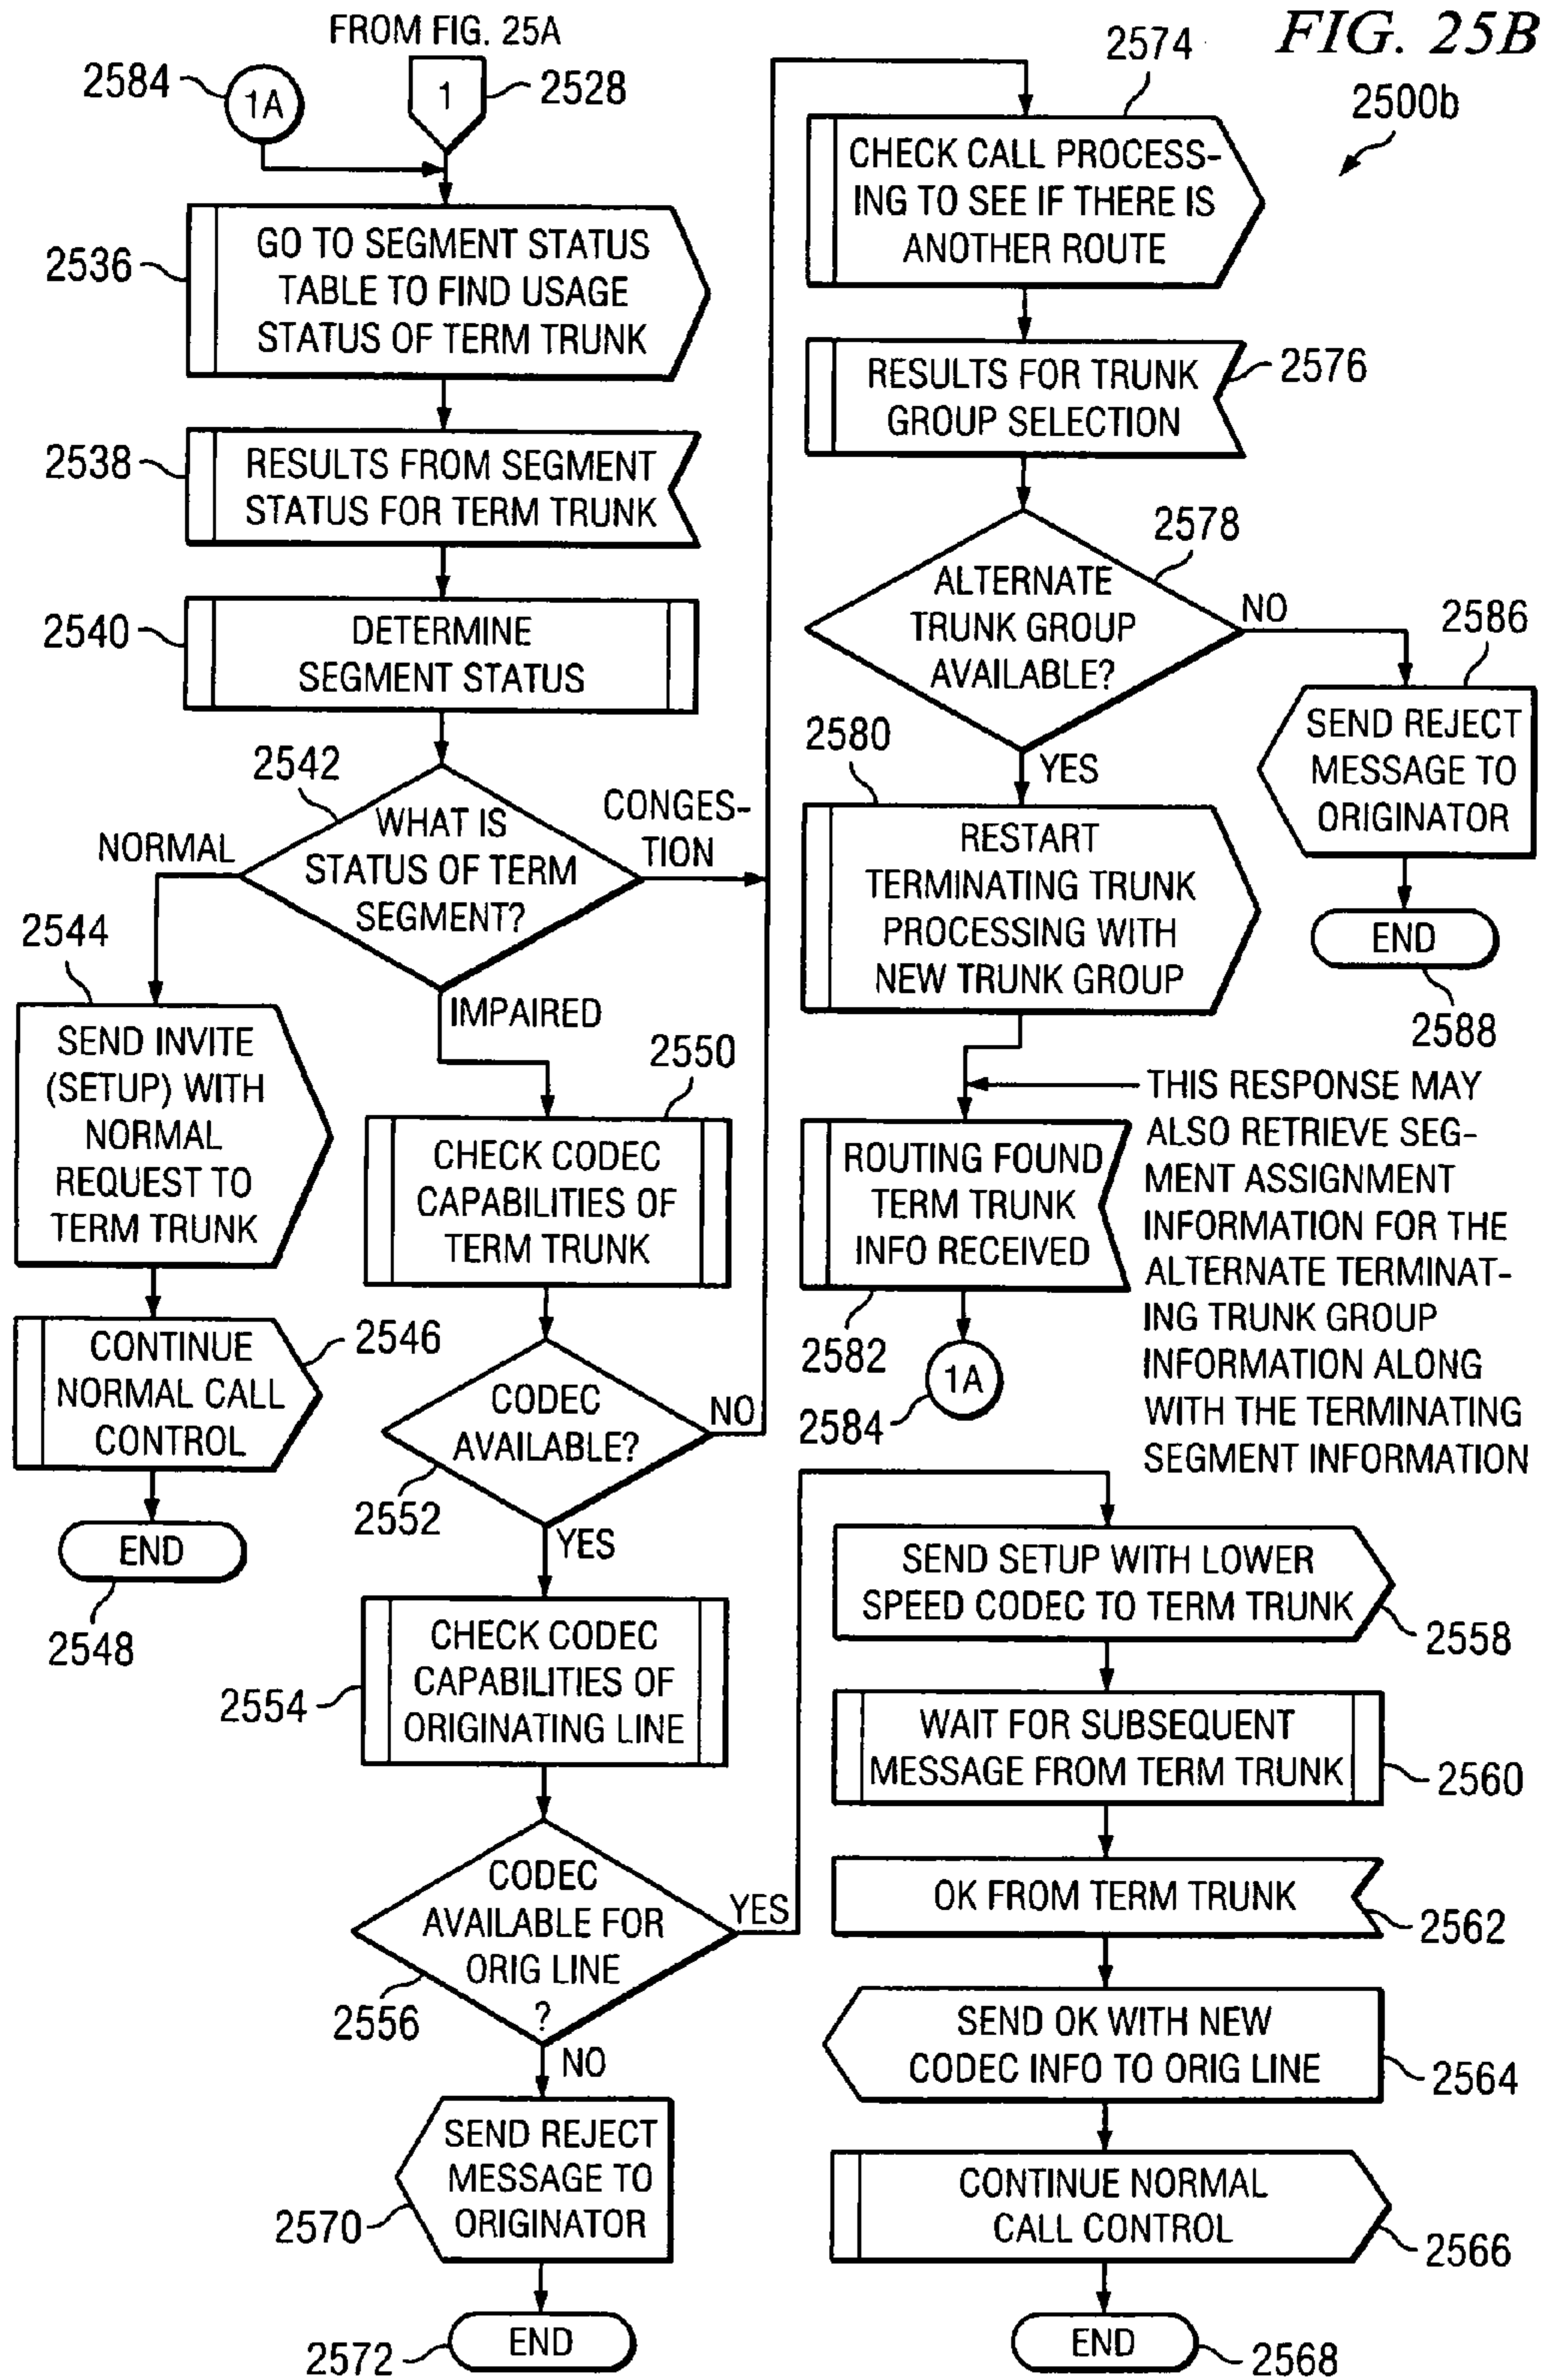 FIG. 25B
2500b
FROM FIG. 25A
2584
1A
1
2528
2536
GO TO SEGMENT STATUS
TABLE TO FIND USAGE
STATUS OF TERM TRUNK
2538
RESULTS FROM SEGMENT
STATUS FOR TERM TRUNK
2540
DETERMINE
SEGMENT STATUS
2542
WHAT IS
STATUS OF TERM
SEGMENT?
NORMAL
CONGES-
TION
IMPAIRED
2544
SEND INVITE
(SETUP) WITH
NORMAL
REQUEST TO
TERM TRUNK
2546
CONTINUE
NORMAL CALL
CONTROL
END
2548
2550
CHECK CODEC
CAPABILITIES OF
TERM TRUNK
CODEC
AVAILABLE?
NO
2552
YES
2554
CHECK CODEC
CAPABILITIES OF
ORIGINATING LINE
CODEC
AVAILABLE FOR
ORIG LINE
?
YES
2556
NO
SEND REJECT
MESSAGE TO
ORIGINATOR
2570
END
2572
2574
CHECK CALL PROCESS-
ING TO SEE IF THERE IS
ANOTHER ROUTE
RESULTS FOR TRUNK
GROUP SELECTION
2576
2578
ALTERNATE
TRUNK GROUP
AVAILABLE?
NO
2586
SEND REJECT
MESSAGE TO
ORIGINATOR
END
2588
YES
2580
RESTART
TERMINATING TRUNK
PROCESSING WITH
NEW TRUNK GROUP
ROUTING FOUND
TERM TRUNK
INFO RECEIVED
2582
1A
2584
THIS RESPONSE MAY
ALSO RETRIEVE SEG-
MENT ASSIGNMENT
INFORMATION FOR THE
ALTERNATE TERMINAT-
ING TRUNK GROUP
INFORMATION ALONG
WITH THE TERMINATING
SEGMENT INFORMATION
SEND SETUP WITH LOWER
SPEED CODEC TO TERM TRUNK
2558
WAIT FOR SUBSEQUENT
MESSAGE FROM TERM TRUNK
2560
OK FROM TERM TRUNK
2562
SEND OK WITH NEW
CODEC INFO TO ORIG LINE
2564
CONTINUE NORMAL
CALL CONTROL
2566
END
2568